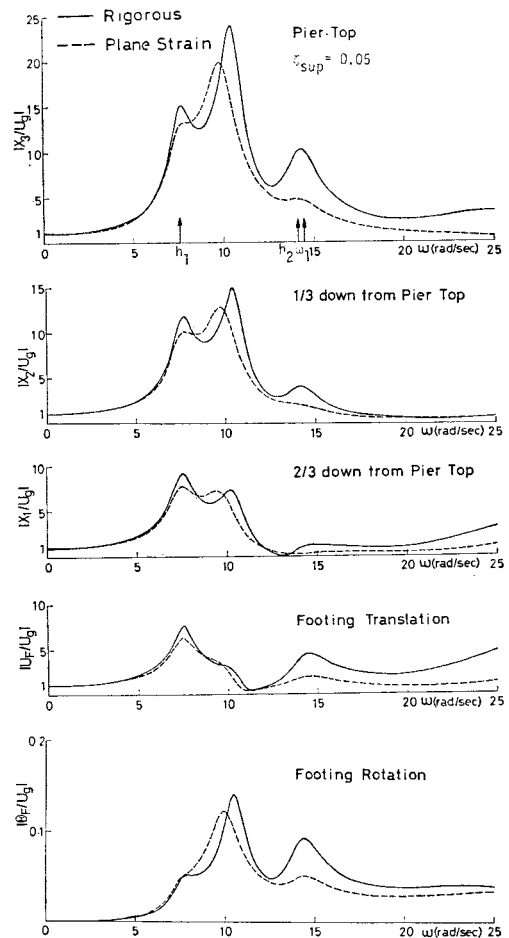 Rigorous
Plane Strain
Pier-Top
ζsup = 0.05
|X3/Ug|
25
20
15
10
5
1
0 5 10 15 20 ω(rad/sec) 25
h1 h2 ω1
1/3 down from Pier Top
|X2/Ug|
15
10
5
1
0 5 10 15 20 ω(rad/sec) 25
2/3 down from Pier Top
|X1/Ug|
10
5
1
0 5 10 15 20 ω(rad/sec) 25
Footing Translation
|UF/Ug|
10
5
1
0 5 10 15 20 ω(rad/sec) 25
Footing Rotation
|ΘF/Ug|
0.2
0.1
0 5 10 15 20 ω(rad/sec) 25